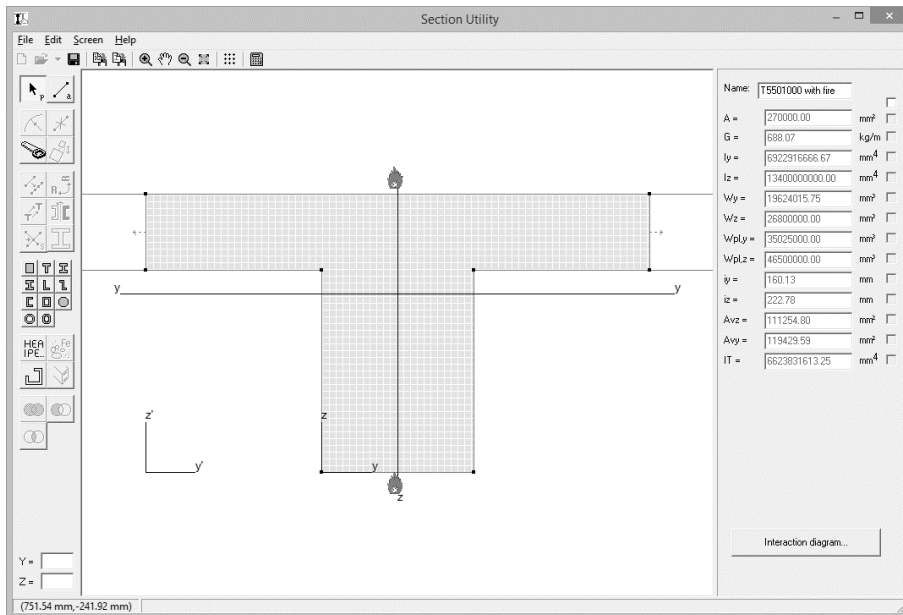 Section Utility
File Edit Screen Help
Name: T5501000 with fire
A = 270000.00 mm²
G = 688.07 kg/m
Iy = 6922916666.67 mm4
Iz = 13400000000.00 mm4
Wy = 19624015.75 mm³
Wz = 26800000.00 mm³
Wpl,y = 35025000.00 mm³
Wpl,z = 46500000.00 mm³
iy = 160.13 mm
iz = 222.78 mm
Avz = 111254.80 mm²
Avy = 119429.59 mm²
IT = 6623831613.25 mm4
y y
z' z
y' y
z
HEA
IPE..
Fe
Interaction diagram...
Y =
Z =
(751.54 mm,-241.92 mm)